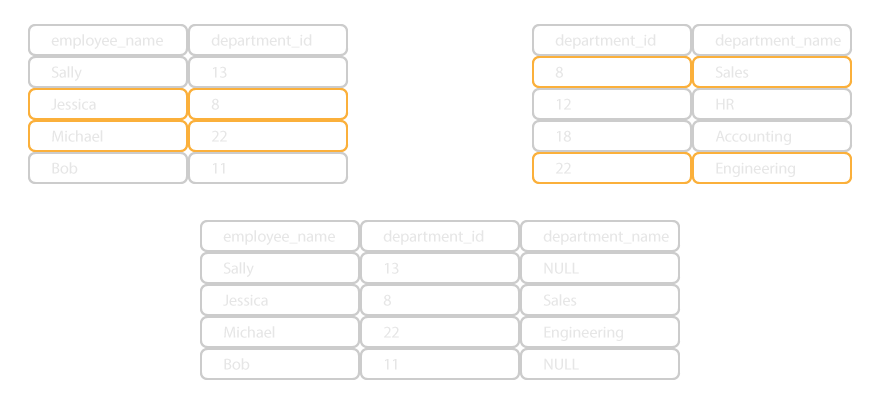 employee_name department_id
Sally 13
Jessica 8
Michael 22
Bob 11
department_id department_name
8 Sales
12 HR
18 Accounting
22 Engineering
employee_name department_id department_name
Sally 13 NULL
Jessica 8 Sales
Michael 22 Engineering
Bob 11 NULL